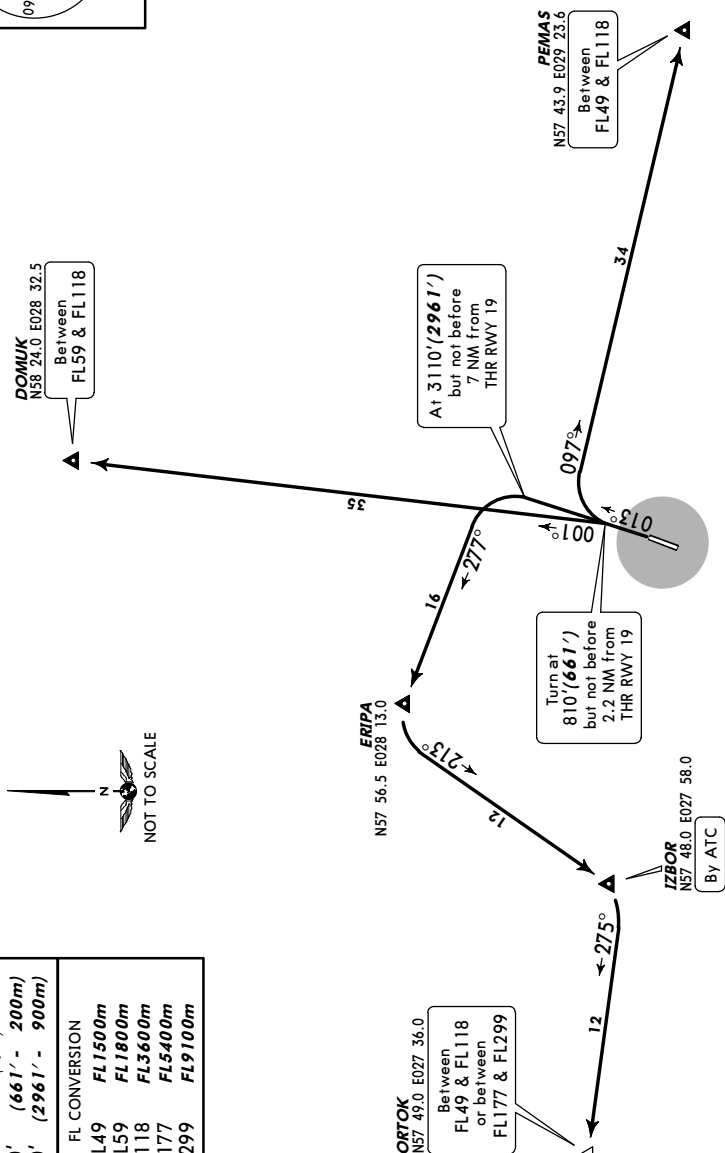 09
0' (661' - 200m)
0' (2961' - 900m)
FL CONVERSION
L49 FL1500m
L59 FL1800m
118 FL3600m
177 FL5400m
299 FL9100m
N
NOT TO SCALE
DOMUK
N58 24.0 E028 32.5
Between
FL59 & FL118
PEMAS
N57 43.9 E029 23.6
Between
FL49 & FL118
At 3110'(2961')
but not before
7 NM from
THR RWY 19
35
34
097°
001°
013°
277°
16
ERIPA
N57 56.5 E028 13.0
213°
12
Turn at
810'(661')
but not before
2.2 NM from
THR RWY 19
IZBOR
N57 48.0 E027 58.0
By ATC
275°
12
ORTOK
N57 49.0 E027 36.0
Between
FL49 & FL118
or between
FL177 & FL299